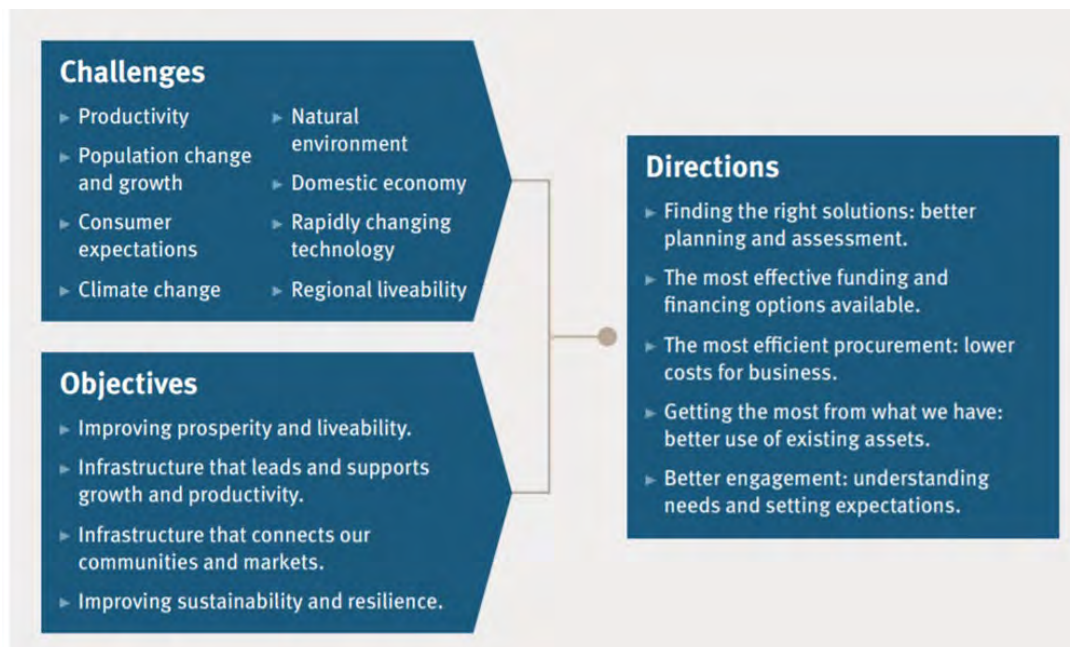 Challenges
▶ Productivity
▶ Population change
and growth
▶ Consumer
expectations
▶ Climate change
▶ Natural
environment
▶ Domestic economy
▶ Rapidly changing
technology
▶ Regional liveability
Objectives
▶ Improving prosperity and liveability.
▶ Infrastructure that leads and supports
growth and productivity.
▶ Infrastructure that connects our
communities and markets.
▶ Improving sustainability and resilience.
Directions
▶ Finding the right solutions: better
planning and assessment.
▶ The most effective funding and
financing options available.
▶ The most efficient procurement: lower
costs for business.
▶ Getting the most from what we have:
better use of existing assets.
▶ Better engagement: understanding
needs and setting expectations.